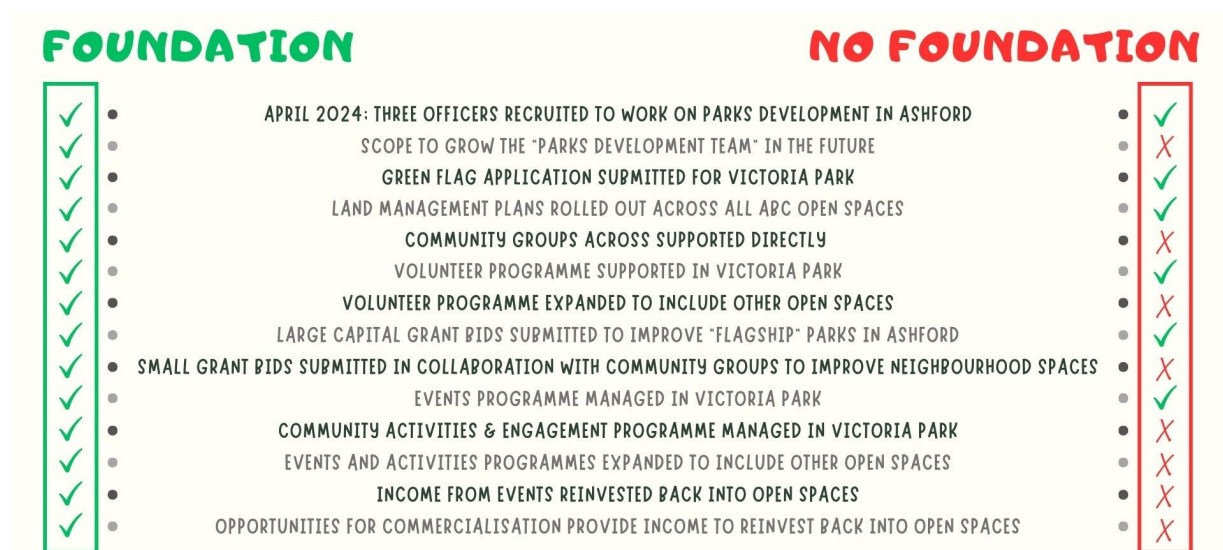 FOUNDATION
NO FOUNDATION
✓ • APRIL 2024: THREE OFFICERS RECRUITED TO WORK ON PARKS DEVELOPMENT IN ASHFORD • ✓
✓ • SCOPE TO GROW THE "PARKS DEVELOPMENT TEAM" IN THE FUTURE • X
✓ • GREEN FLAG APPLICATION SUBMITTED FOR VICTORIA PARK • ✓
✓ • LAND MANAGEMENT PLANS ROLLED OUT ACROSS ALL ABC OPEN SPACES • ✓
✓ • COMMUNITY GROUPS ACROSS SUPPORTED DIRECTLY • X
✓ • VOLUNTEER PROGRAMME SUPPORTED IN VICTORIA PARK • ✓
✓ • VOLUNTEER PROGRAMME EXPANDED TO INCLUDE OTHER OPEN SPACES • X
✓ • LARGE CAPITAL GRANT BIDS SUBMITTED TO IMPROVE "FLAGSHIP" PARKS IN ASHFORD • ✓
✓ • SMALL GRANT BIDS SUBMITTED IN COLLABORATION WITH COMMUNITY GROUPS TO IMPROVE NEIGHBOURHOOD SPACES • X
✓ • EVENTS PROGRAMME MANAGED IN VICTORIA PARK • ✓
✓ • COMMUNITY ACTIVITIES & ENGAGEMENT PROGRAMME MANAGED IN VICTORIA PARK • X
✓ • EVENTS AND ACTIVITIES PROGRAMMES EXPANDED TO INCLUDE OTHER OPEN SPACES • X
✓ • INCOME FROM EVENTS REINVESTED BACK INTO OPEN SPACES • X
✓ • OPPORTUNITIES FOR COMMERCIALISATION PROVIDE INCOME TO REINVEST BACK INTO OPEN SPACES • X